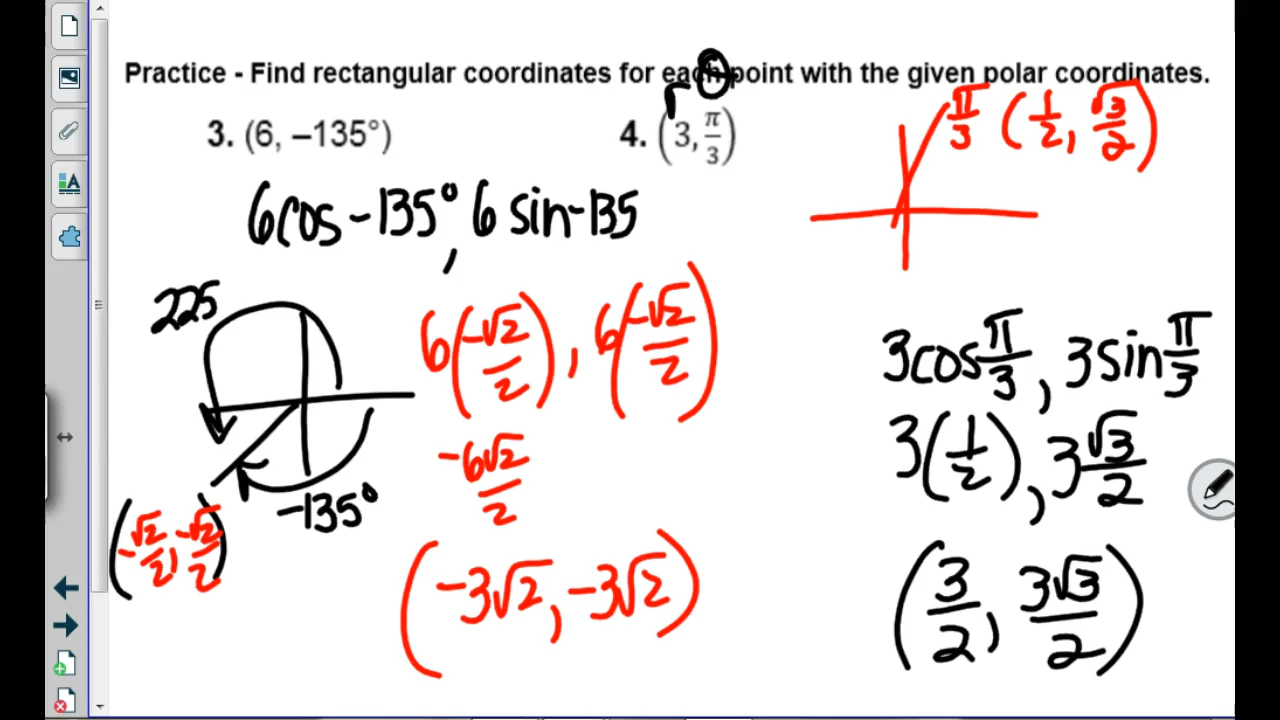 Practice - Find rectangular coordinates for each point with the given polar coordinates.
r θ
3. (6, −135°)
4. (3, π/3)
π/3 (1/2, √3/2)
6cos-135°, 6 sin-135
225
-135°
(-√2/2, -√2/2)
6(-√2/2), 6(-√2/2)
-6√2/2
(-3√2, -3√2)
3cos π/3, 3sin π/3
3(1/2), 3 √3/2
(3/2, 3√3/2)